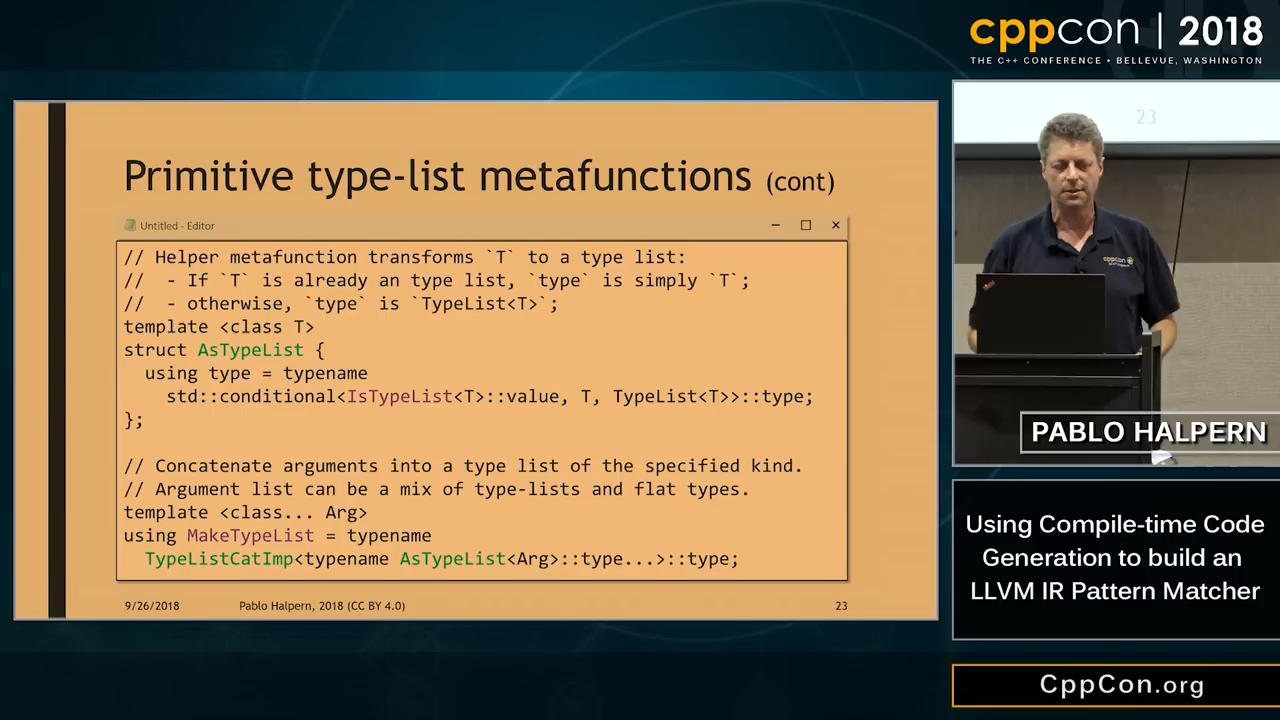 cppcon | 2018
THE C++ CONFERENCE • BELLEVUE, WASHINGTON
23
Primitive type-list metafunctions (cont)
Untitled - Editor
// Helper metafunction transforms `T` to a type list:
//  - If `T` is already an type list, `type` is simply `T`;
//  - otherwise, `type` is `TypeList<T>`;
template <class T>
struct AsTypeList {
  using type = typename
    std::conditional<IsTypeList<T>::value, T, TypeList<T>>::type;
};
// Concatenate arguments into a type list of the specified kind.
// Argument list can be a mix of type-lists and flat types.
template <class... Arg>
using MakeTypeList = typename
  TypeListCatImp<typename AsTypeList<Arg>::type...>::type;
9/26/2018
Pablo Halpern, 2018 (CC BY 4.0)
23
cppcon
PABLO HALPERN
Using Compile-time Code
Generation to build an
LLVM IR Pattern Matcher
CppCon.org